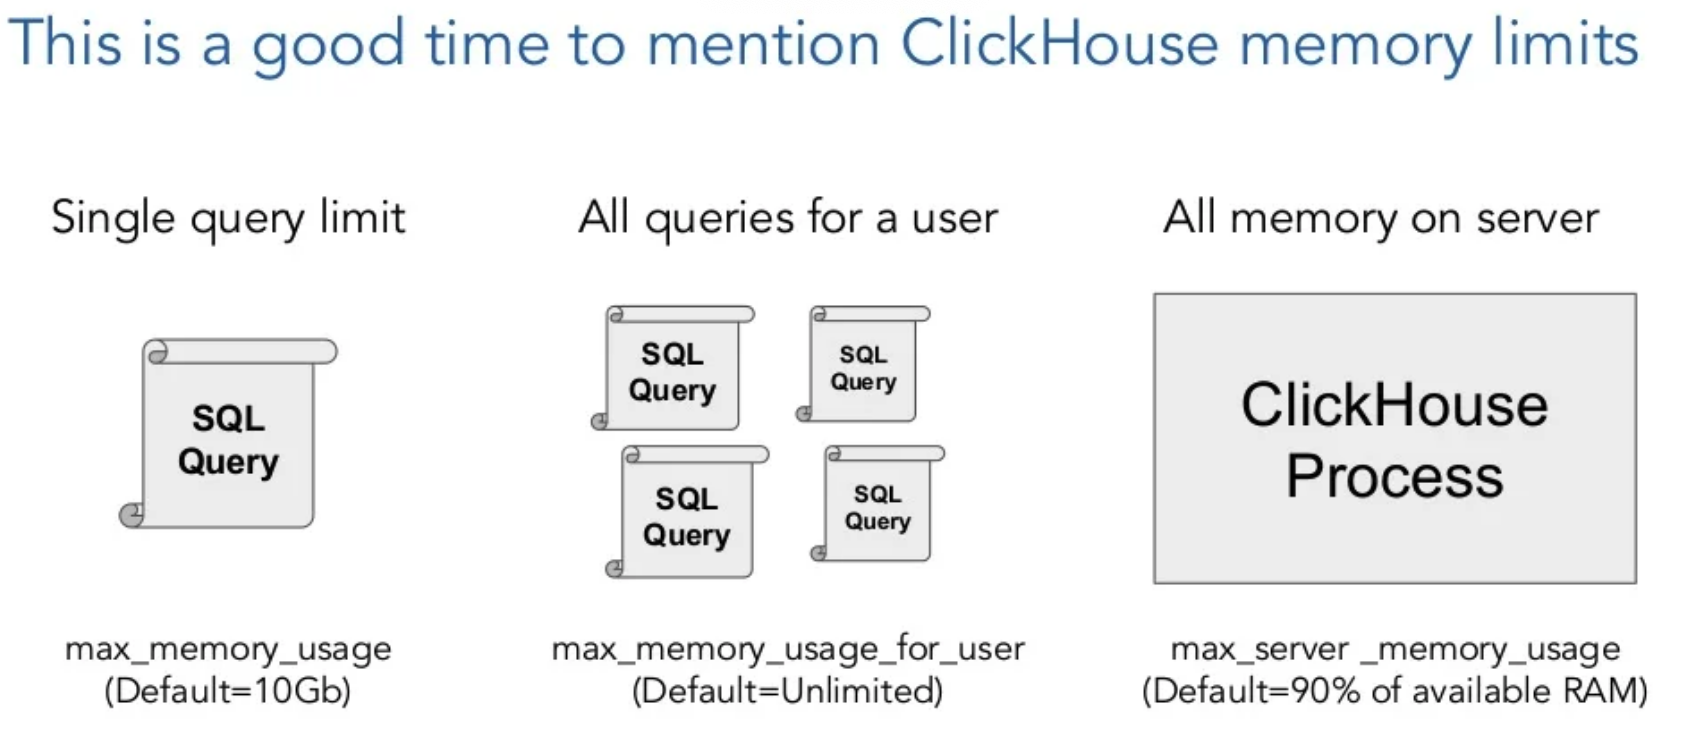 This is a good time to mention ClickHouse memory limits
Single query limit
All queries for a user
All memory on server
SQL
Query
SQL
Query
SQL
Query
SQL
Query
SQL
Query
ClickHouse
Process
max_memory_usage
(Default=10Gb)
max_memory_usage_for_user
(Default=Unlimited)
max_server _memory_usage
(Default=90% of available RAM)